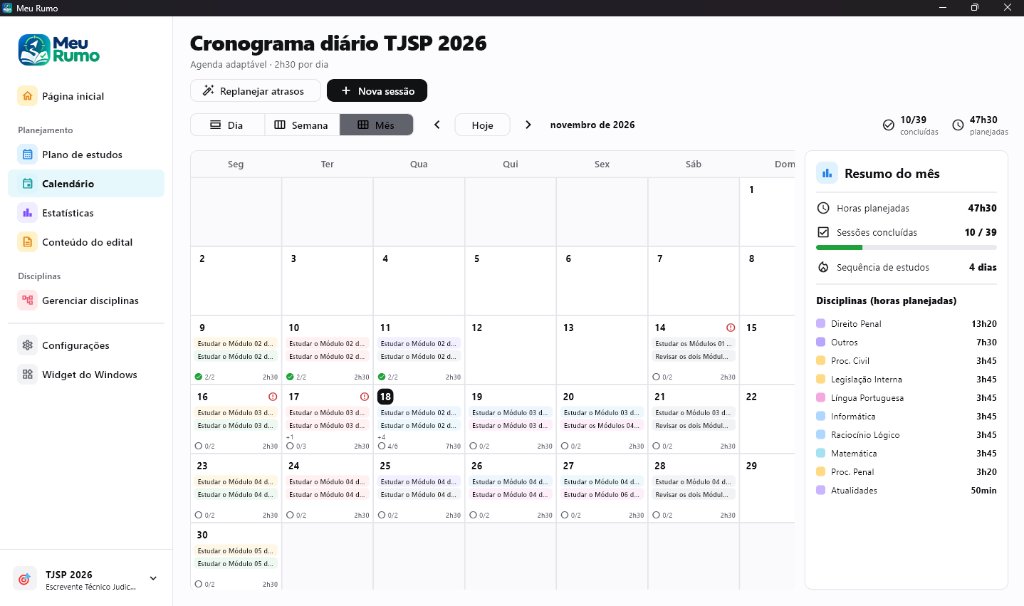 Meu Rumo
Meu
Rumo
Página inicial
Planejamento
Plano de estudos
Calendário
Estatísticas
Conteúdo do edital
Disciplinas
Gerenciar disciplinas
Configurações
Widget do Windows
TJSP 2026
Escrevente Técnico Judic...
Cronograma diário TJSP 2026
Agenda adaptável · 2h30 por dia
Replanejar atrasos
+ Nova sessão
Dia Semana Mês < Hoje > novembro de 2026
10/39 concluídas
47h30 planejadas
Seg Ter Qua Qui Sex Sáb Dom
1
2 3 4 5 6 7 8
9 10 11 12 13 14 15
Estudar o Módulo 02 d... Estudar o Módulo 02 d... Estudar o Módulo 02 d... Estudar os Módulos 01 ...
Estudar o Módulo 02 d... Estudar o Módulo 02 d... Estudar o Módulo 02 d... Revisar os dois Módul...
2/2 2h30 2/2 2h30 2/2 2h30 0/2 2h30
16 17 18 19 20 21 22
Estudar o Módulo 03 d... Estudar o Módulo 03 d... Estudar o Módulo 02 d... Estudar o Módulo 03 d... Estudar o Módulo 03 d... Estudar o Módulo 03 d...
Estudar o Módulo 03 d... Estudar o Módulo 03 d... Estudar o Módulo 02 d... Estudar o Módulo 03 d... Estudar os Módulos 04... Revisar os dois Módul...
+1 +4
0/2 2h30 0/3 2h30 4/6 7h30 0/2 2h30 0/2 2h30 0/2 2h30
23 24 25 26 27 28 29
Estudar o Módulo 04 d... Estudar o Módulo 04 d... Estudar o Módulo 04 d... Estudar o Módulo 04 d... Estudar o Módulo 04 d... Estudar o Módulo 04 d...
Estudar o Módulo 04 d... Estudar o Módulo 04 d... Estudar o Módulo 04 d... Estudar o Módulo 04 d... Estudar o Módulo 06 d... Revisar os dois Módul...
0/2 2h30 0/2 2h30 0/2 2h30 0/2 2h30 0/2 2h30 0/2 2h30
30
Estudar o Módulo 05 d...
Estudar o Módulo 05 d...
0/2 2h30
Resumo do mês
Horas planejadas 47h30
Sessões concluídas 10 / 39
Sequência de estudos 4 dias
Disciplinas (horas planejadas)
Direito Penal 13h20
Outros 7h30
Proc. Civil 3h45
Legislação Interna 3h45
Língua Portuguesa 3h45
Informática 3h45
Raciocínio Lógico 3h45
Matemática 3h45
Proc. Penal 3h20
Atualidades 50min